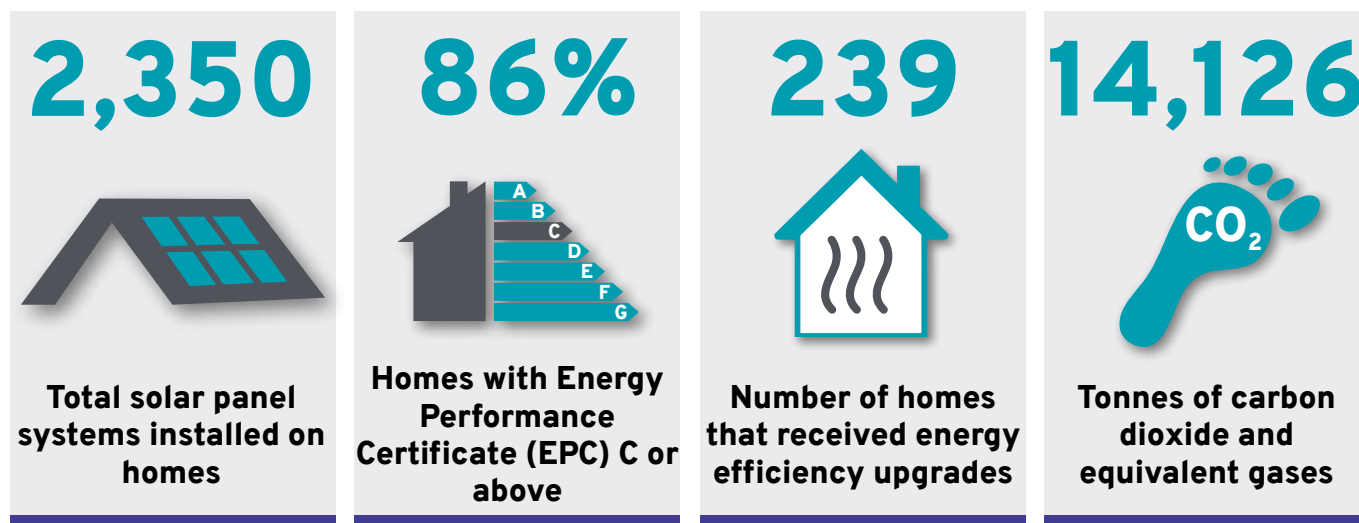 2,350
Total solar panel
systems installed on
homes
86%
A
B
C
D
E
F
G
Homes with Energy
Performance
Certificate (EPC) C or
above
239
Number of homes
that received energy
efficiency upgrades
14,126
CO₂
Tonnes of carbon
dioxide and
equivalent gases